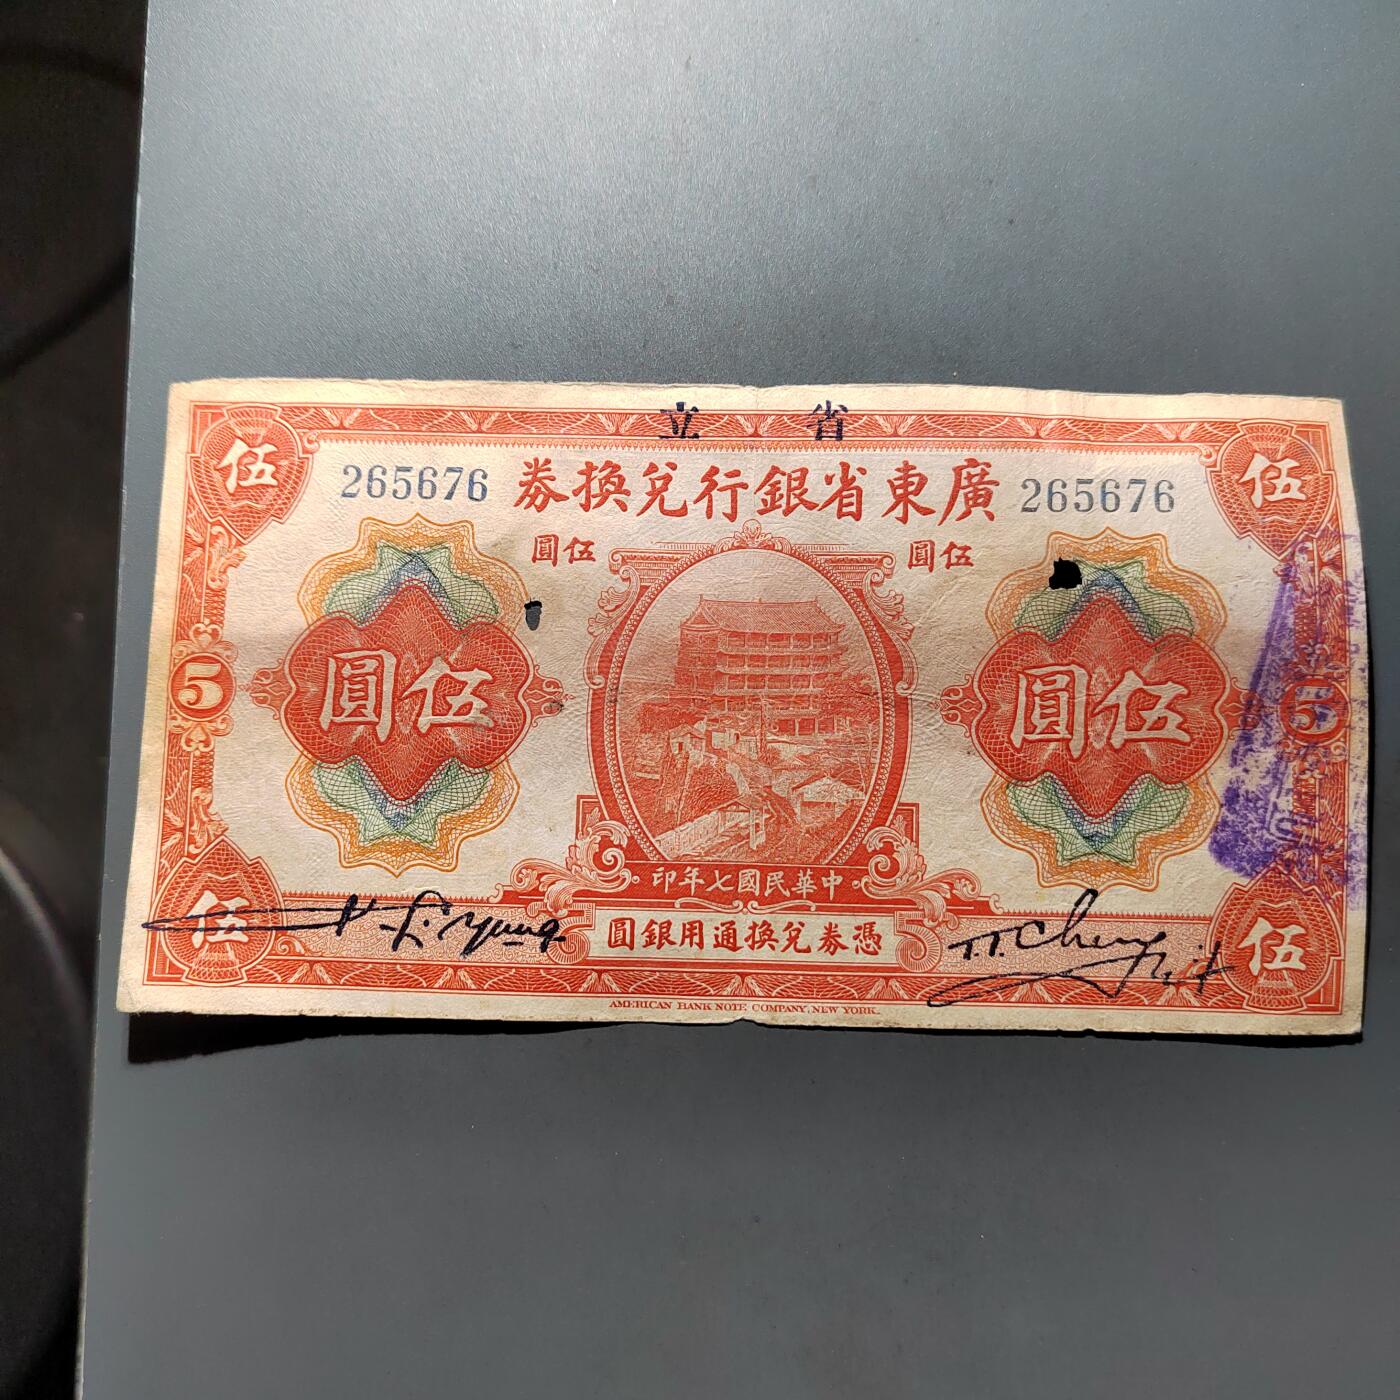 省立
伍 伍
265676 廣東省銀行兌換券 265676
伍圓 伍圓
伍圓 伍圓
5 5
中華民國七年印
5 憑券兌換通用銀圓 5
伍 伍
AMERICAN BANK NOTE COMPANY, NEW YORK.